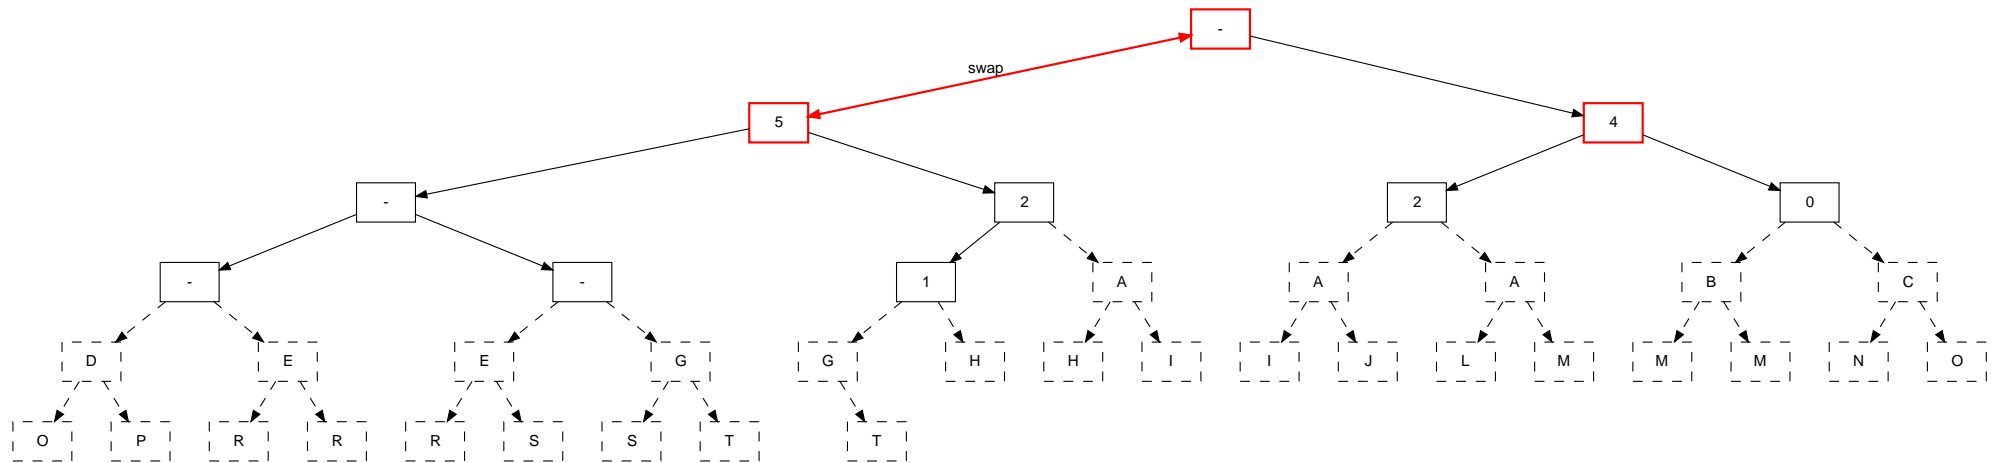 -
swap
5 4
- 2 2 0
- - 1 A A A B C
D E E G G H H I I J L M M M N O
O P R R R S S T T